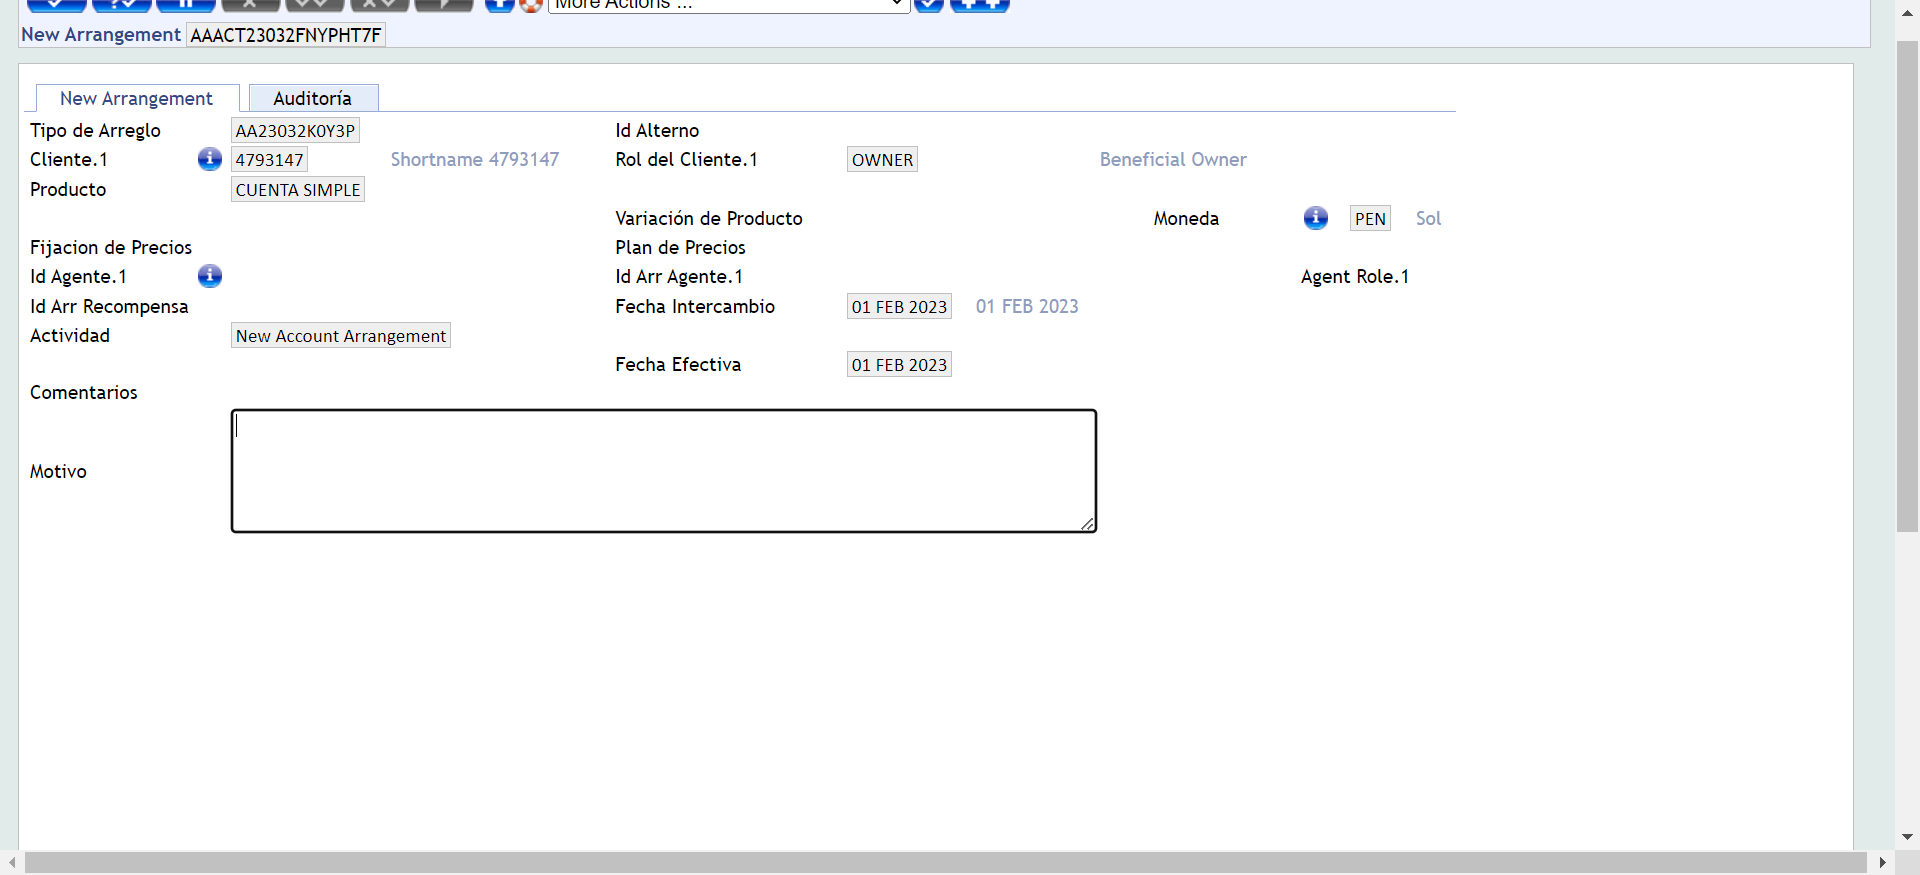 More Actions ...
New Arrangement AAACT23032FNYPHT7F
New Arrangement Auditoría
Tipo de Arreglo AA23032K0Y3P Id Alterno
Cliente.1 4793147 Shortname 4793147 Rol del Cliente.1 OWNER Beneficial Owner
Producto CUENTA SIMPLE
Variación de Producto Moneda PEN Sol
Fijacion de Precios Plan de Precios
Id Agente.1 Id Arr Agente.1 Agent Role.1
Id Arr Recompensa Fecha Intercambio 01 FEB 2023 01 FEB 2023
Actividad New Account Arrangement
Fecha Efectiva 01 FEB 2023
Comentarios
Motivo